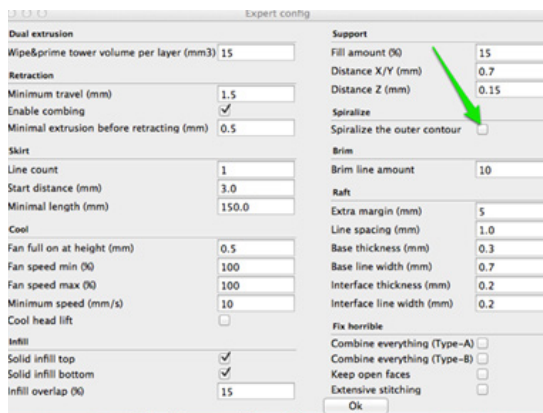 Expert config
Dual extrusion
Wipe&prime tower volume per layer (mm3) 15
Retraction
Minimum travel (mm) 1.5
Enable combing
Minimal extrusion before retracting (mm) 0.5
Skirt
Line count 1
Start distance (mm) 3.0
Minimal length (mm) 150.0
Cool
Fan full on at height (mm) 0.5
Fan speed min (%) 100
Fan speed max (%) 100
Minimum speed (mm/s) 10
Cool head lift
Infill
Solid infill top
Solid infill bottom
Infill overlap (%) 15
Support
Fill amount (%) 15
Distance X/Y (mm) 0.7
Distance Z (mm) 0.15
Spiralize
Spiralize the outer contour
Brim
Brim line amount 10
Raft
Extra margin (mm) 5
Line spacing (mm) 1.0
Base thickness (mm) 0.3
Base line width (mm) 0.7
Interface thickness (mm) 0.2
Interface line width (mm) 0.2
Fix horrible
Combine everything (Type-A)
Combine everything (Type-B)
Keep open faces
Extensive stitching
Ok